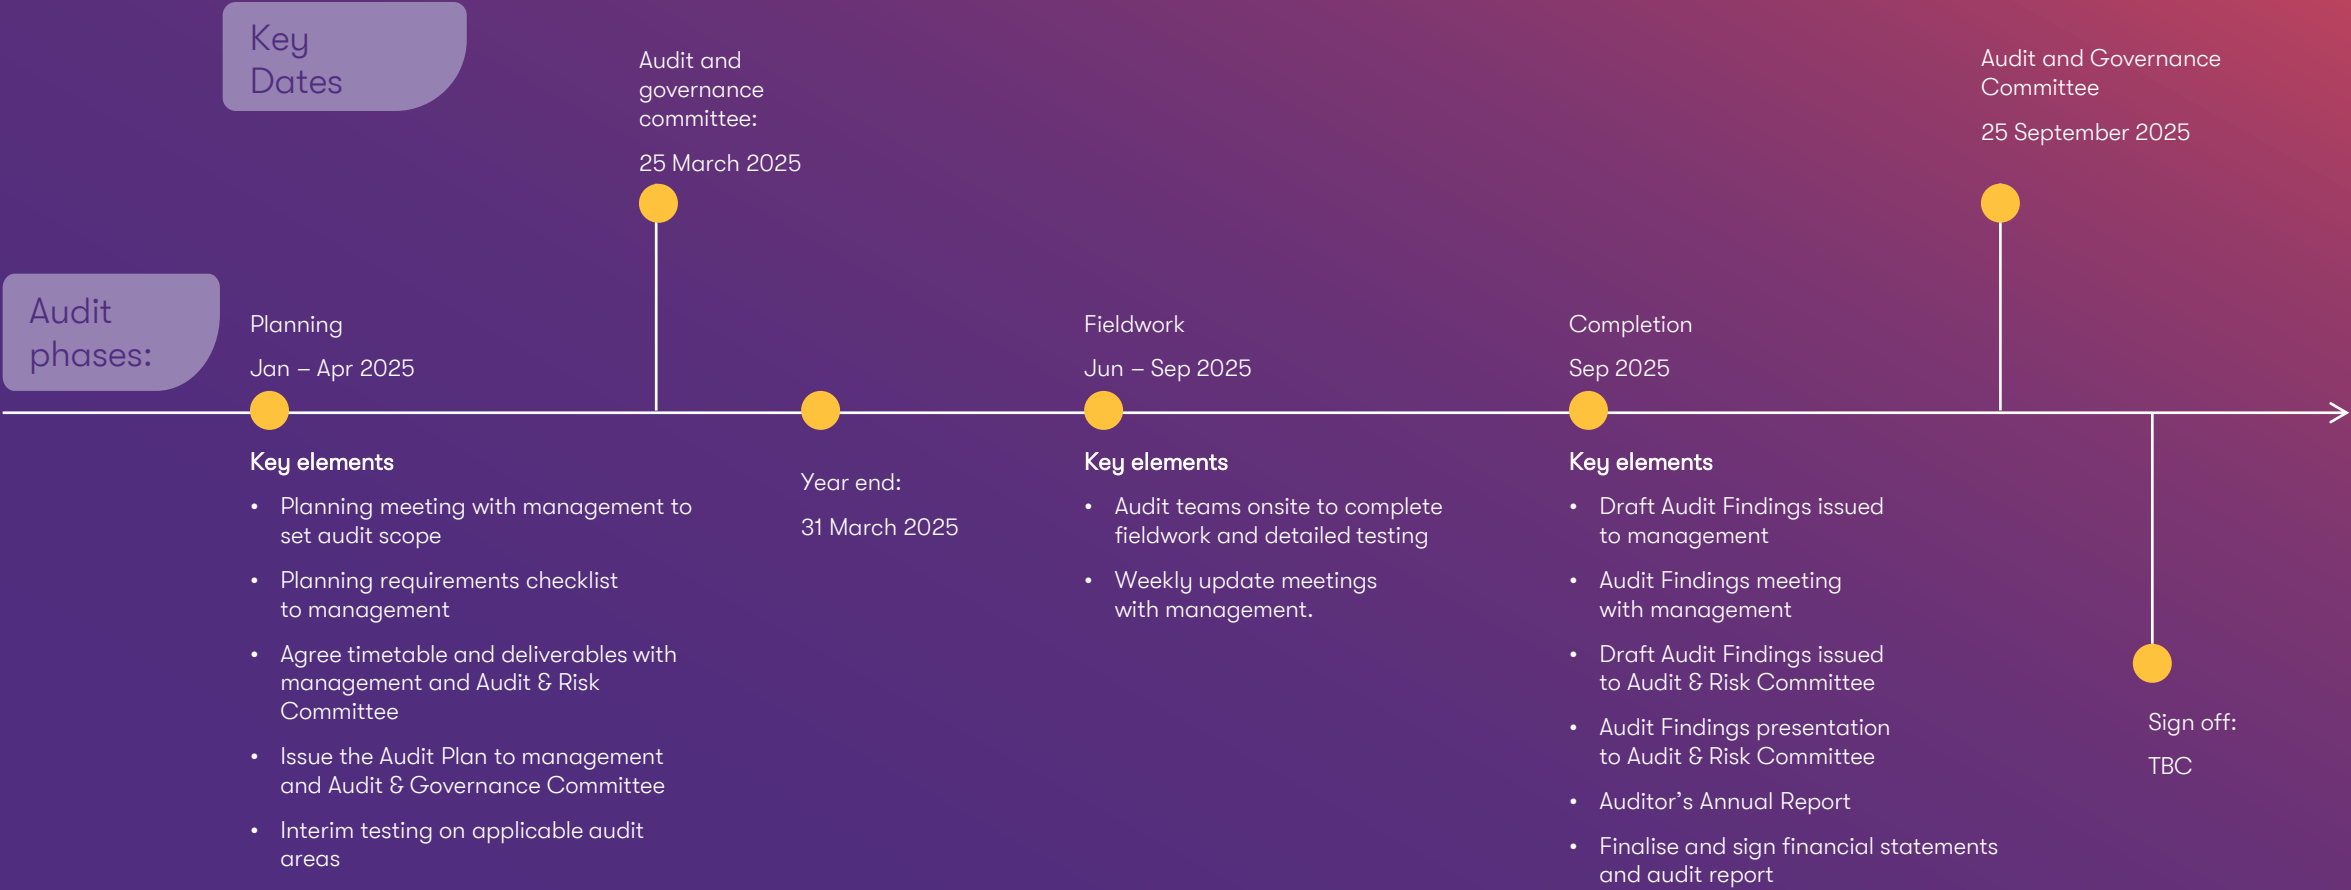 Key
Dates
Audit and
governance
committee:
25 March 2025
Audit and Governance
Committee
25 September 2025
Audit
phases:
Planning
Jan – Apr 2025
Fieldwork
Jun – Sep 2025
Completion
Sep 2025
Key elements
• Planning meeting with management to
set audit scope
• Planning requirements checklist
to management
• Agree timetable and deliverables with
management and Audit & Risk
Committee
• Issue the Audit Plan to management
and Audit & Governance Committee
• Interim testing on applicable audit
areas
Year end:
31 March 2025
Key elements
• Audit teams onsite to complete
fieldwork and detailed testing
• Weekly update meetings
with management.
Key elements
• Draft Audit Findings issued
to management
• Audit Findings meeting
with management
• Draft Audit Findings issued
to Audit & Risk Committee
• Audit Findings presentation
to Audit & Risk Committee
• Auditor’s Annual Report
• Finalise and sign financial statements
and audit report
Sign off:
TBC